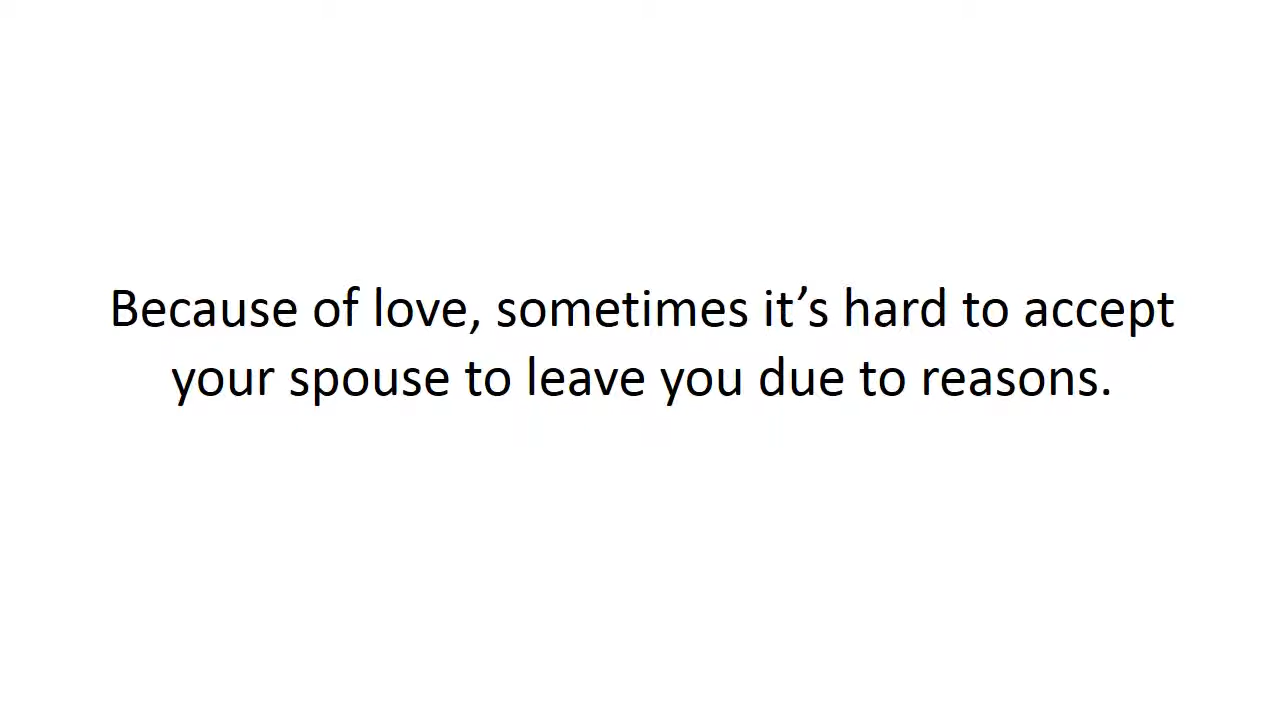 Because of love, sometimes it’s hard to accept
your spouse to leave you due to reasons.